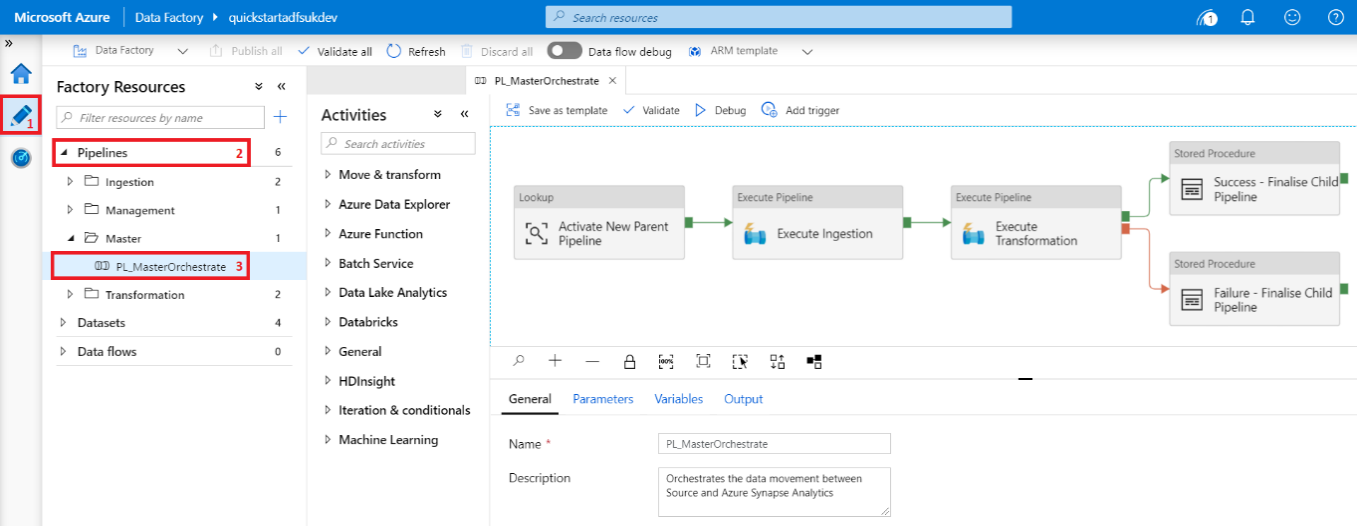 Microsoft Azure
Data Factory
quickstartadfsukdev
Search resources
1
Data Factory
Publish all
Validate all
Refresh
Discard all
Data flow debug
ARM template
Factory Resources
Filter resources by name
1
Pipelines 2 6
Ingestion 2
Management 1
Master 1
PL_MasterOrchestrate 3
Transformation 2
Datasets 4
Data flows 0
Activities
Search activities
Move & transform
Azure Data Explorer
Azure Function
Batch Service
Data Lake Analytics
Databricks
General
HDInsight
Iteration & conditionals
Machine Learning
PL_MasterOrchestrate
Save as template
Validate
Debug
Add trigger
Lookup
Activate New Parent
Pipeline
Execute Pipeline
Execute Ingestion
Execute Pipeline
Execute
Transformation
Stored Procedure
Success - Finalise Child
Pipeline
Stored Procedure
Failure - Finalise Child
Pipeline
100%
General
Parameters
Variables
Output
Name *
PL_MasterOrchestrate
Description
Orchestrates the data movement between
Source and Azure Synapse Analytics